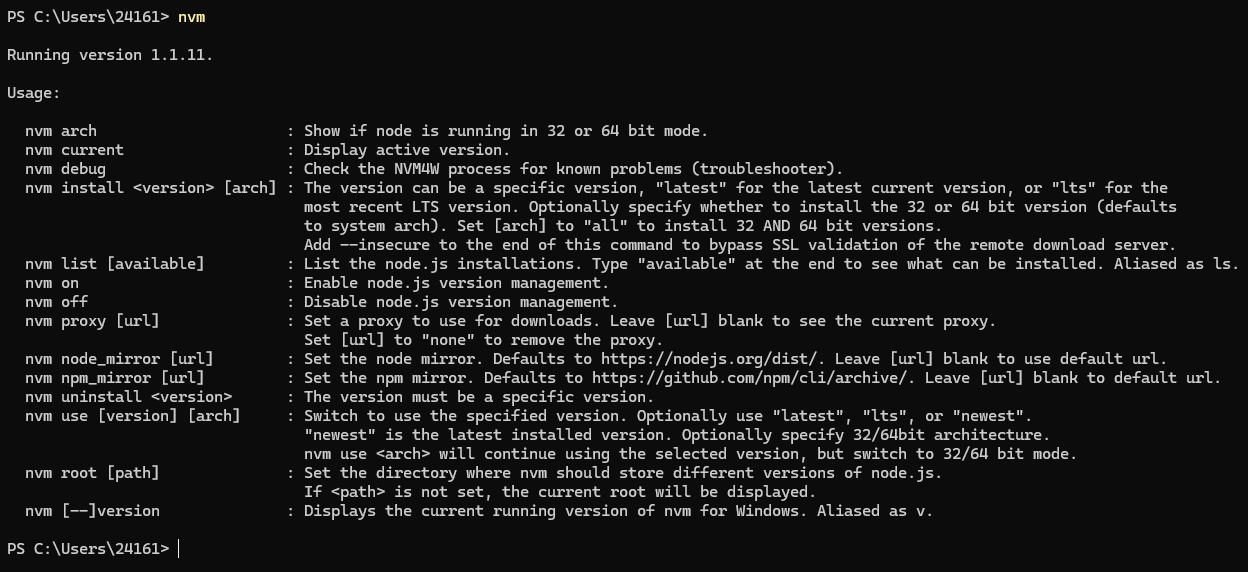 PS C:\Users\24161> nvm
Running version 1.1.11.
Usage:
nvm arch : Show if node is running in 32 or 64 bit mode.
nvm current : Display active version.
nvm debug : Check the NVM4W process for known problems (troubleshooter).
nvm install <version> [arch] : The version can be a specific version, "latest" for the latest current version, or "lts" for the
most recent LTS version. Optionally specify whether to install the 32 or 64 bit version (defaults
to system arch). Set [arch] to "all" to install 32 AND 64 bit versions.
Add --insecure to the end of this command to bypass SSL validation of the remote download server.
nvm list [available] : List the node.js installations. Type "available" at the end to see what can be installed. Aliased as ls.
nvm on : Enable node.js version management.
nvm off : Disable node.js version management.
nvm proxy [url] : Set a proxy to use for downloads. Leave [url] blank to see the current proxy.
Set [url] to "none" to remove the proxy.
nvm node_mirror [url] : Set the node mirror. Defaults to https://nodejs.org/dist/. Leave [url] blank to use default url.
nvm npm_mirror [url] : Set the npm mirror. Defaults to https://github.com/npm/cli/archive/. Leave [url] blank to default url.
nvm uninstall <version> : The version must be a specific version.
nvm use [version] [arch] : Switch to use the specified version. Optionally use "latest", "lts", or "newest".
"newest" is the latest installed version. Optionally specify 32/64bit architecture.
nvm use <arch> will continue using the selected version, but switch to 32/64 bit mode.
nvm root [path] : Set the directory where nvm should store different versions of node.js.
If <path> is not set, the current root will be displayed.
nvm [--]version : Displays the current running version of nvm for Windows. Aliased as v.
PS C:\Users\24161>